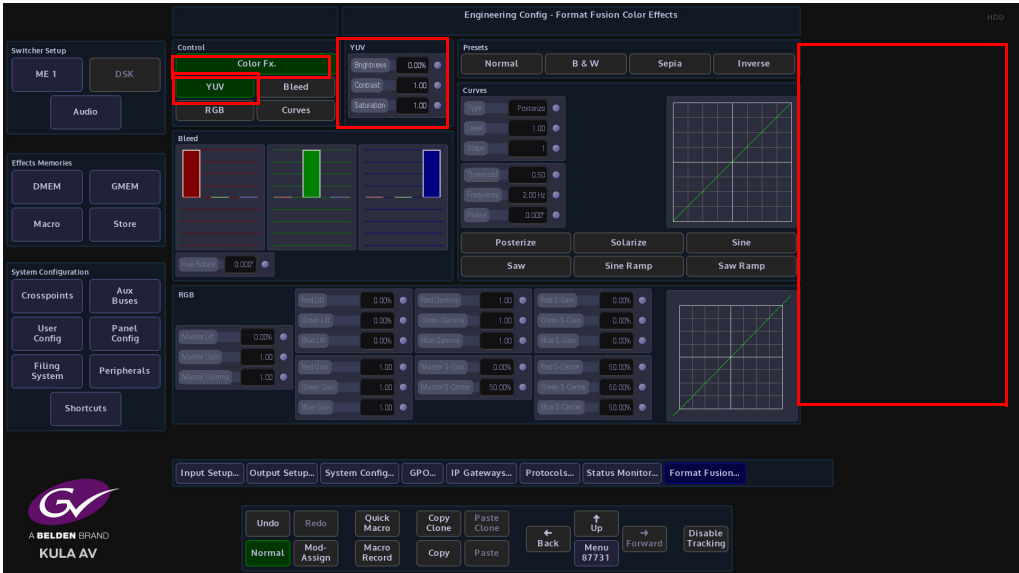 Engineering Config - Format Fusion Color Effects
HDD
Switcher Setup
ME 1
DSK
Audio
Effects Memories
DMEM
GMEM
Macro
Store
System Configuration
Crosspoints
Aux
Buses
User
Config
Panel
Config
Filing
System
Peripherals
Shortcuts
Control
Color Fx.
YUV
Bleed
RGB
Curves
YUV
Brightness 0.00%
Contrast 1.00
Saturation 1.00
Presets
Normal
B & W
Sepia
Inverse
Bleed
Hue Rotate 0.000°
Curves
Type Posterize
Level 1.00
Steps 1
Threshold 0.50
Frequency 2.00 Hz
Phase 0.000°
Posterize
Solarize
Sine
Saw
Sine Ramp
Saw Ramp
RGB
Master Lift 0.00%
Master Gain 1.00
Master Gamma 1.00
Red Lift 0.00%
Green Lift 0.00%
Blue Lift 0.00%
Red Gain 1.00
Green Gain 1.00
Blue Gain 1.00
Red Gamma 1.00
Green Gamma 1.00
Blue Gamma 1.00
Master S-Gain 0.00%
Master S-Center 50.00%
Red S-Gain 0.00%
Green S-Gain 0.00%
Blue S-Gain 0.00%
Red S-Center 50.00%
Green S-Center 50.00%
Blue S-Center 50.00%
Input Setup...
Output Setup...
System Config...
GPO...
IP Gateways...
Protocols...
Status Monitor...
Format Fusion...
GV
A BELDEN BRAND
KULA AV
Undo
Redo
Normal
Mod-
Assign
Quick
Macro
Macro
Record
Copy
Clone
Paste
Clone
Copy
Paste
Back
Up
Menu
87731
Forward
Disable
Tracking